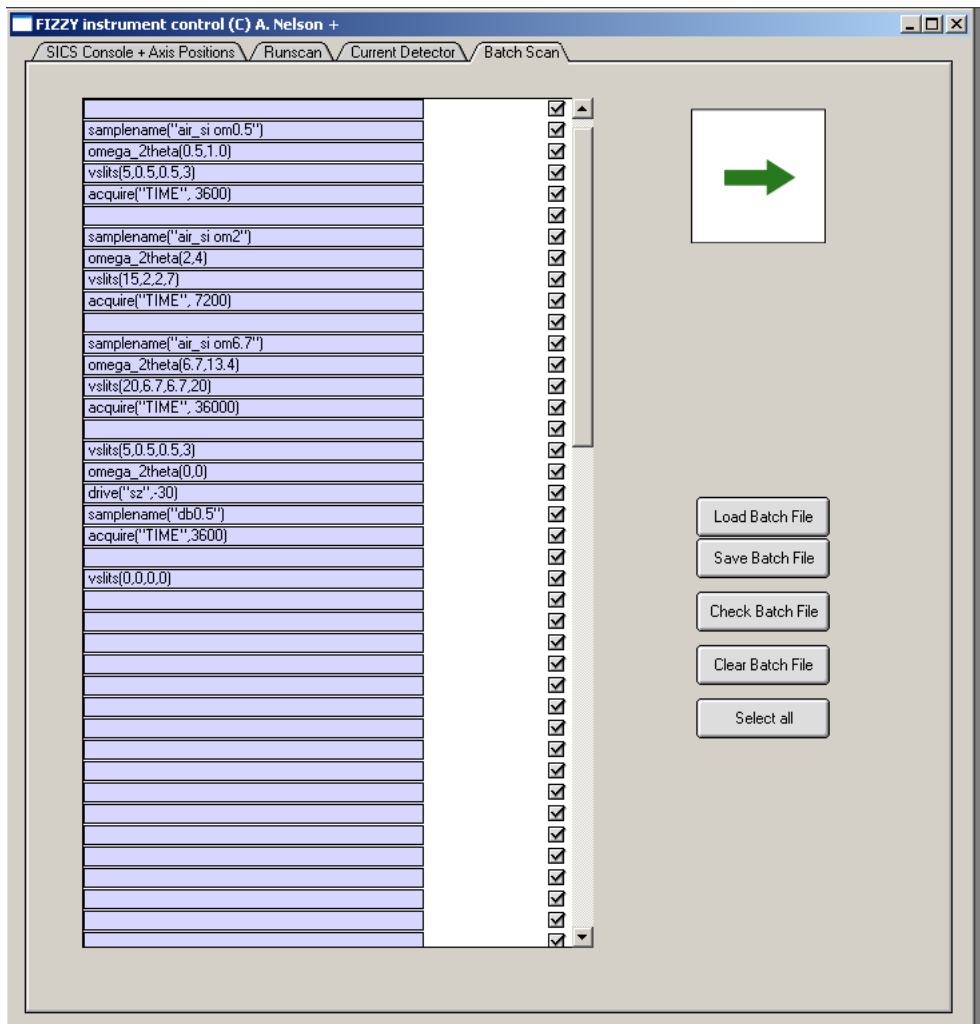 FIZZY instrument control (C) A. Nelson +
SICS Console + Axis Positions Runscan Current Detector Batch Scan
samplename("air_si om0.5")
omega_2theta(0.5,1.0)
vslits(5,0.5,0.5,3)
acquire("TIME", 3600)
samplename("air_si om2")
omega_2theta(2,4)
vslits(15,2,2,7)
acquire("TIME", 7200)
samplename("air_si om6.7")
omega_2theta(6.7,13.4)
vslits(20,6.7,6.7,20)
acquire("TIME", 36000)
vslits(5,0.5,0.5,3)
omega_2theta(0,0)
drive("sz",-30)
samplename("db0.5")
acquire("TIME",3600)
vslits(0,0,0,0)
Load Batch File
Save Batch File
Check Batch File
Clear Batch File
Select all